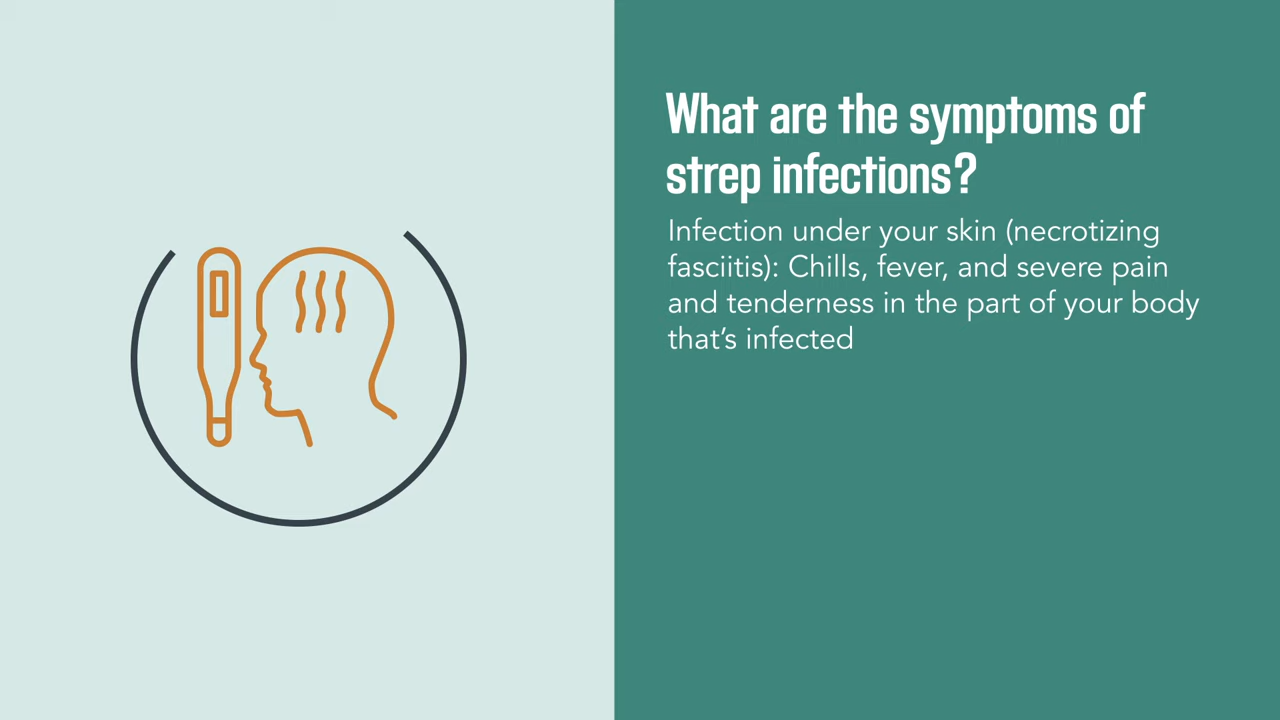 What are the symptoms of
strep infections?
Infection under your skin (necrotizing
fasciitis): Chills, fever, and severe pain
and tenderness in the part of your body
that’s infected